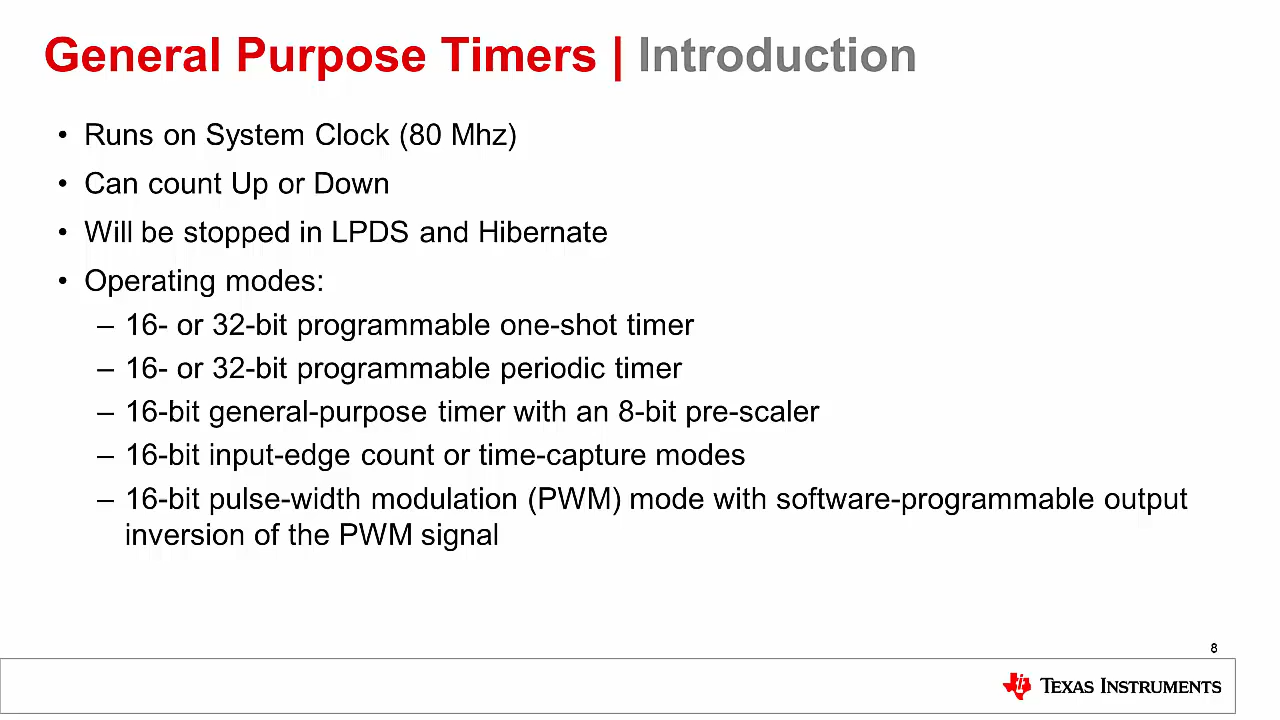 General Purpose Timers | Introduction
• Runs on System Clock (80 Mhz)
• Can count Up or Down
• Will be stopped in LPDS and Hibernate
• Operating modes:
– 16- or 32-bit programmable one-shot timer
– 16- or 32-bit programmable periodic timer
– 16-bit general-purpose timer with an 8-bit pre-scaler
– 16-bit input-edge count or time-capture modes
– 16-bit pulse-width modulation (PWM) mode with software-programmable output
inversion of the PWM signal
8
TEXAS INSTRUMENTS